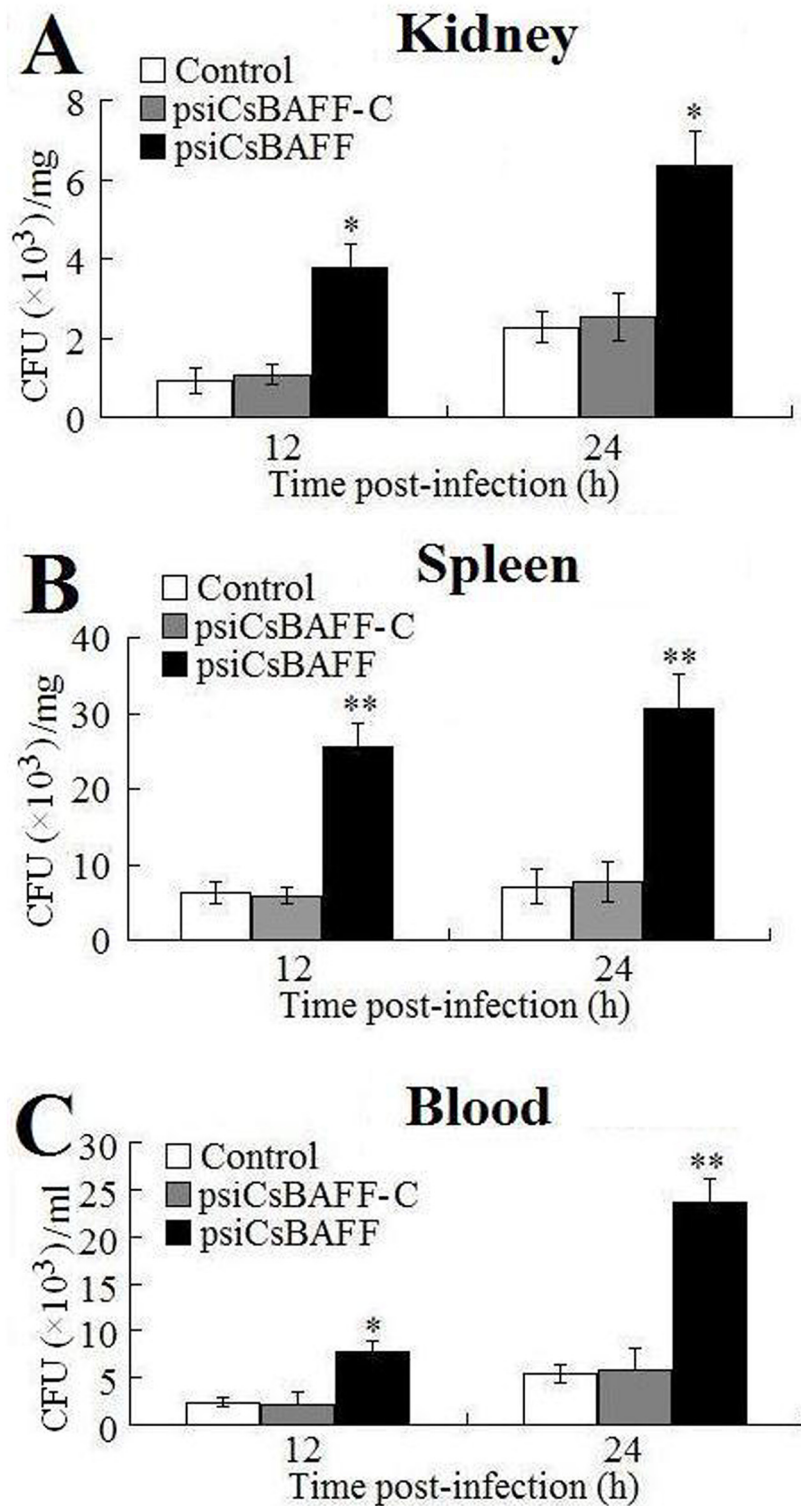 A
Kidney
Control
psiCsBAFF-C
psiCsBAFF
CFU (×10³)/mg
8
6
4
2
0
*
*
12
24
Time post-infection (h)
B
Spleen
Control
psiCsBAFF-C
psiCsBAFF
CFU (×10³)/mg
40
30
20
10
0
**
**
12
24
Time post-infection (h)
C
Blood
Control
psiCsBAFF-C
psiCsBAFF
CFU (×10³)/ml
30
25
20
15
10
5
0
*
**
12
24
Time post-infection (h)